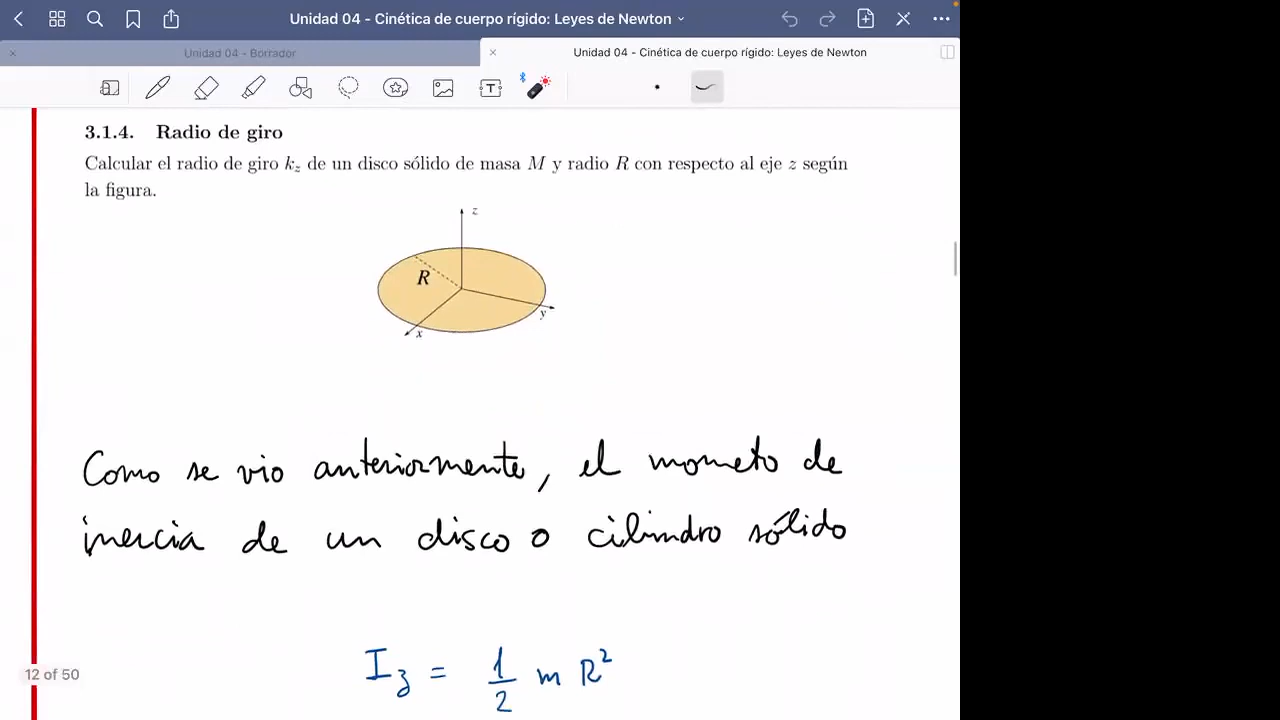 Unidad 04 - Cinética de cuerpo rígido: Leyes de Newton
Unidad 04 - Borrador
Unidad 04 - Cinética de cuerpo rígido: Leyes de Newton
T
3.1.4. Radio de giro
Calcular el radio de giro k_z de un disco sólido de masa M y radio R con respecto al eje z según
la figura.
z
R
y
x
Como se vio anteriormente, el mometo de
inercia de un disco o cilindro sólido
I_z = 1/2 m R²
12 of 50